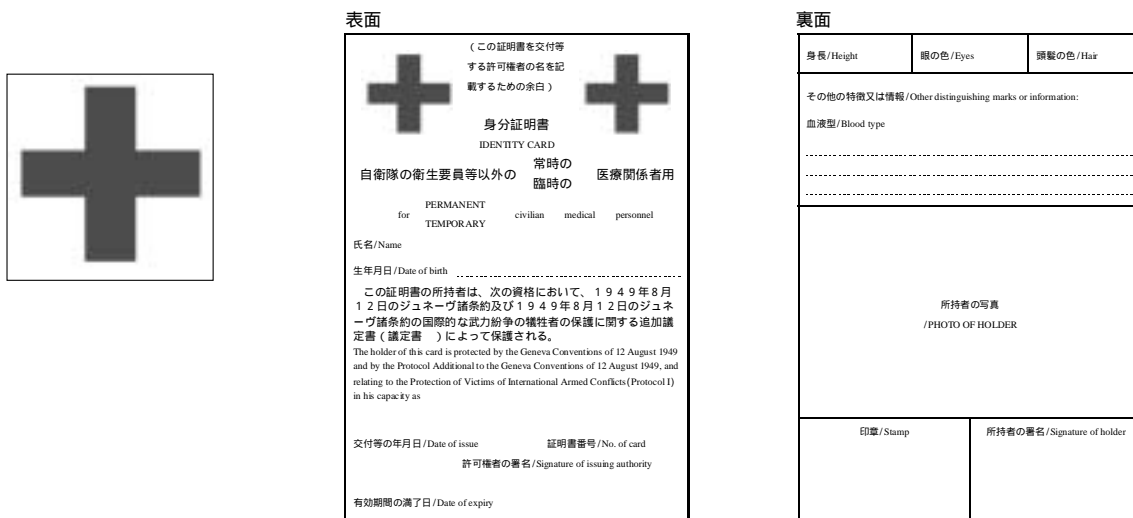 表面
(この証明書を交付等
する許可権者の名を記
載するための余白)
身分証明書
IDENTITY CARD
自衛隊の衛生要員等以外の 常時の 医療関係者用
臨時の
for PERMANENT civilian medical personnel
TEMPORARY
氏名/Name
生年月日/Date of birth
この証明書の所持者は、次の資格において、1949年8月
12日のジュネーヴ諸条約及び1949年8月12日のジュネ
ーヴ諸条約の国際的な武力紛争の犠牲者の保護に関する追加議
定書(議定書 )によって保護される。
The holder of this card is protected by the Geneva Conventions of 12 August 1949
and by the Protocol Additional to the Geneva Conventions of 12 August 1949, and
relating to the Protection of Victims of International Armed Conflicts(Protocol I)
in his capacity as
交付等の年月日/Date of issue 証明書番号/No. of card
許可権者の署名/Signature of issuing authority
有効期間の満了日/Date of expiry
裏面
身長/Height 眼の色/Eyes 頭髪の色/Hair
その他の特徴又は情報/Other distinguishing marks or information:
血液型/Blood type
所持者の写真
/PHOTO OF HOLDER
印章/Stamp 所持者の署名/Signature of holder